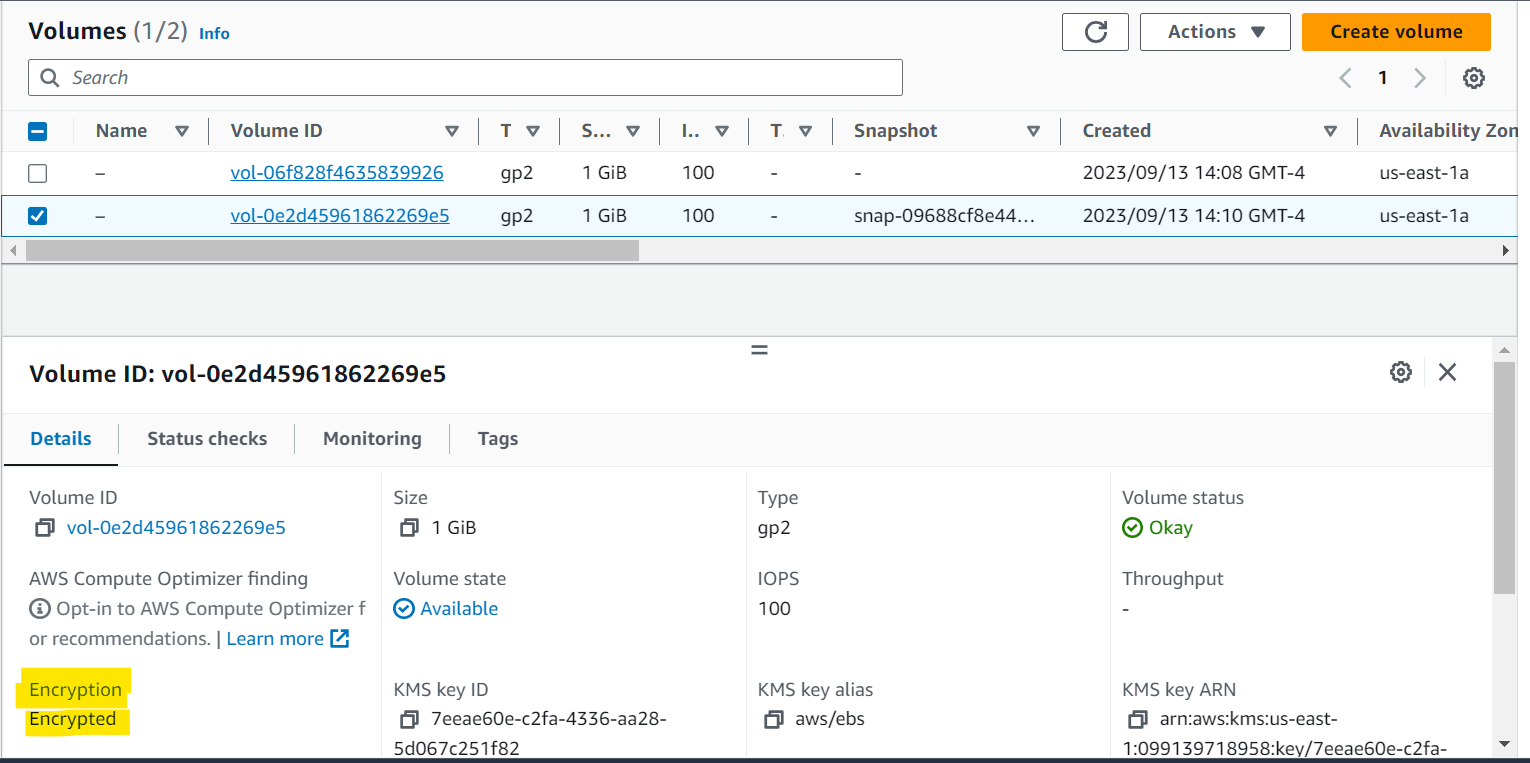 Volumes (1/2) Info
Actions
Create volume
Search
1
Name Volume ID T S... I.. T. Snapshot Created Availability Zon
– vol-06f828f4635839926 gp2 1 GiB 100 - - 2023/09/13 14:08 GMT-4 us-east-1a
– vol-0e2d45961862269e5 gp2 1 GiB 100 - snap-09688cf8e44... 2023/09/13 14:10 GMT-4 us-east-1a
Volume ID: vol-0e2d45961862269e5
Details Status checks Monitoring Tags
Volume ID Size Type Volume status
vol-0e2d45961862269e5 1 GiB gp2 Okay
AWS Compute Optimizer finding Volume state IOPS Throughput
Opt-in to AWS Compute Optimizer f Available 100 -
or recommendations. | Learn more
Encryption KMS key ID KMS key alias KMS key ARN
Encrypted 7eeae60e-c2fa-4336-aa28- aws/ebs arn:aws:kms:us-east-
5d067c251f82 1:099139718958:key/7eeae60e-c2fa-